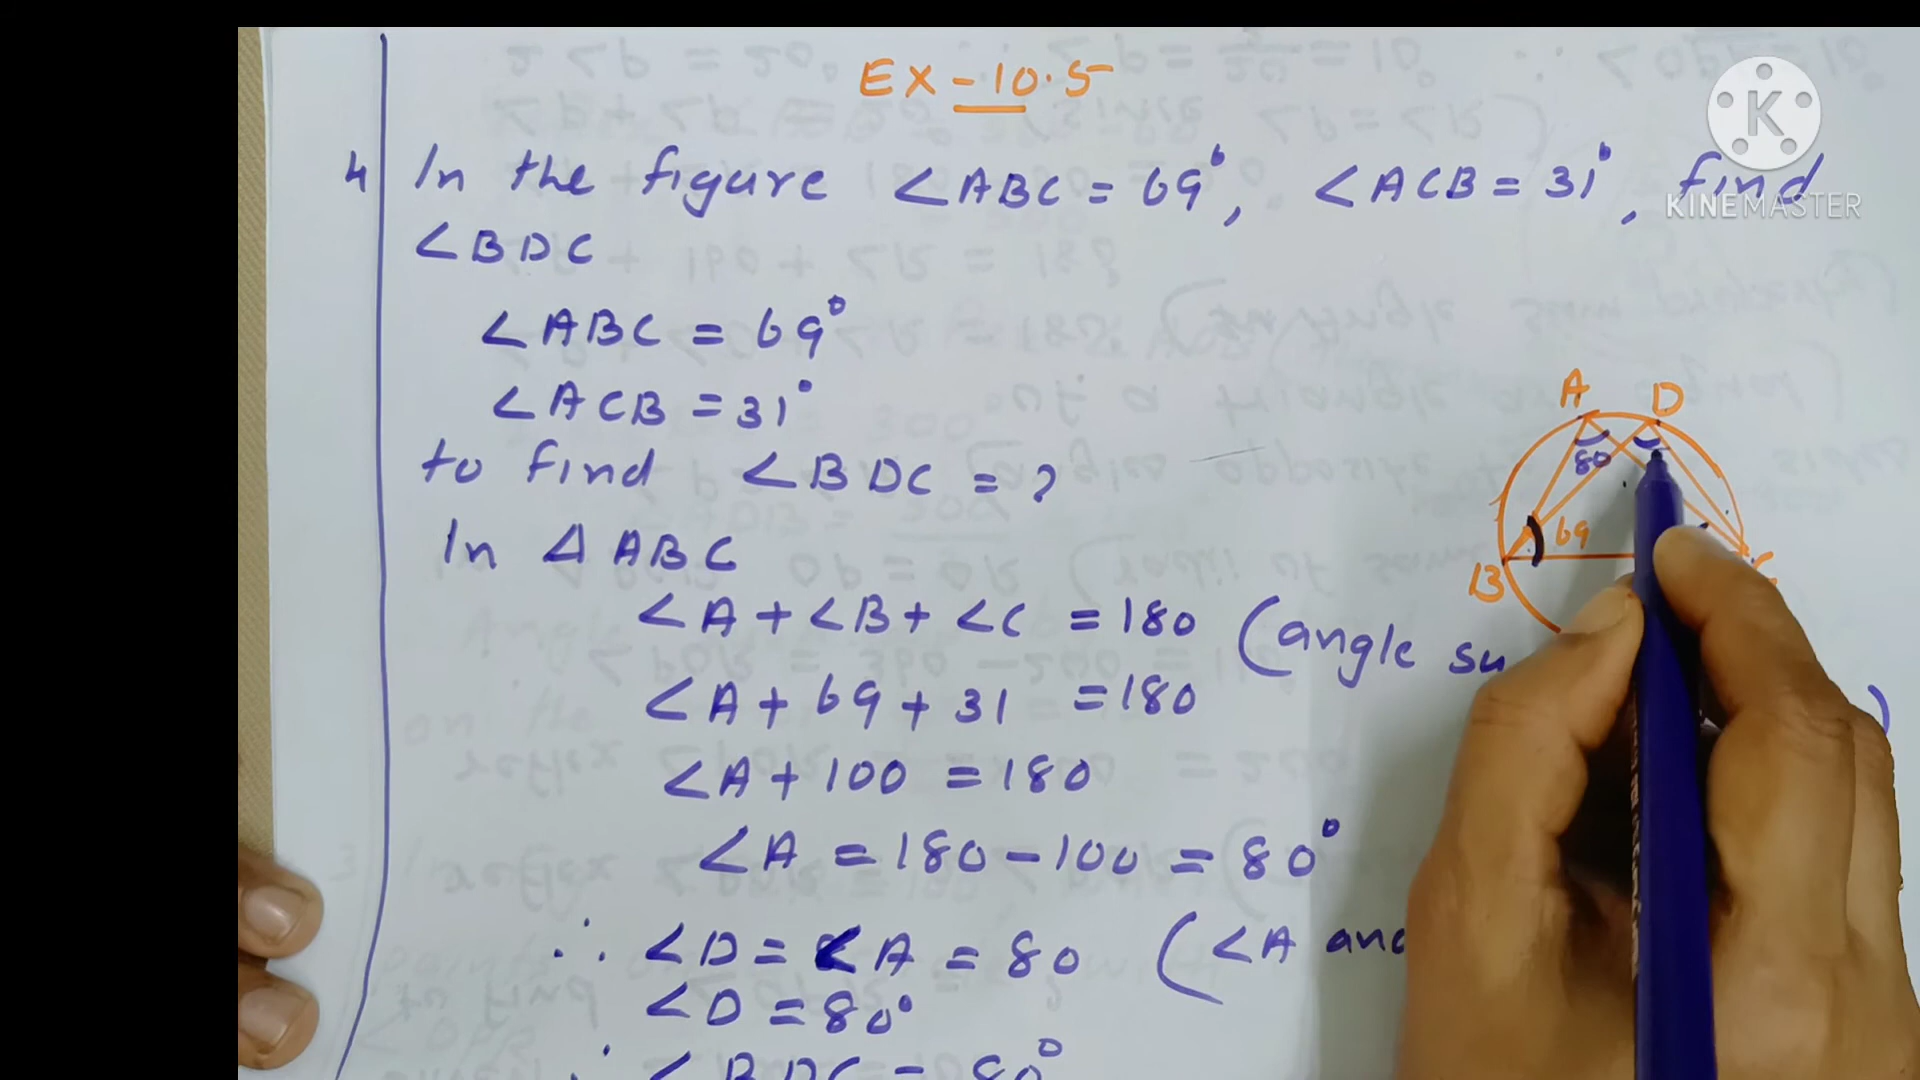 EX-10.5
4 In the figure ∠ABC = 69°, ∠ACB = 31°, find
∠BDC
∠ABC = 69°
∠ACB = 31°
to find ∠BDC = ?
In △ABC
∠A + ∠B + ∠C = 180 (angle su
∠A + 69 + 31 = 180
∠A + 100 = 180
∠A = 180 - 100 = 80°
∴ ∠D = ∠A = 80 (∠A and
∠D = 80°
∴ ∠BDC = 80°
A D
80
69
B C
K
KINEMASTER